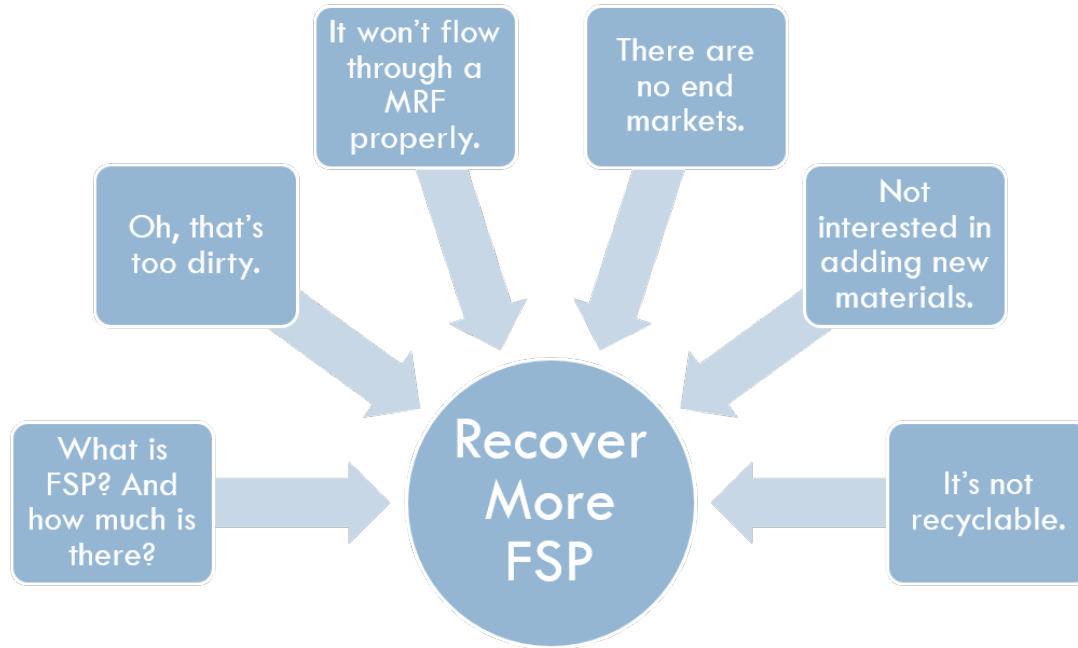 It won't flow
through a
MRF
properly.
There are
no end
markets.
Oh, that's
too dirty.
Not
interested in
adding new
materials.
What is
FSP? And
how much is
there?
Recover
More
FSP
It's not
recyclable.